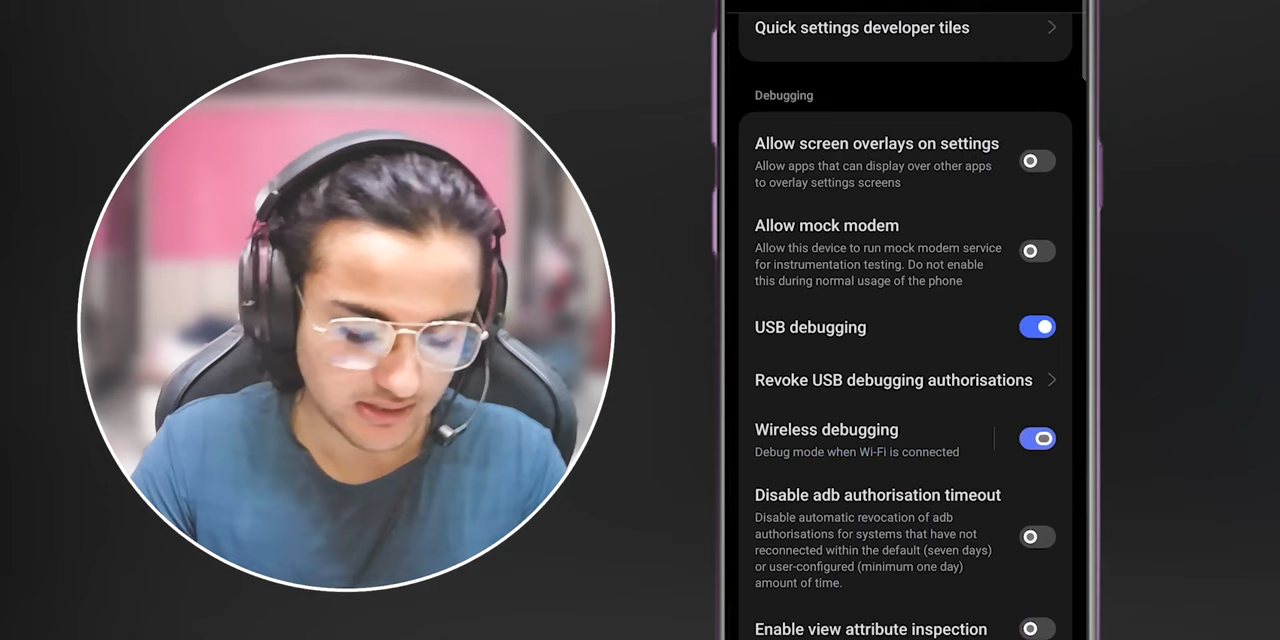 Quick settings developer tiles
Debugging
Allow screen overlays on settings
Allow apps that can display over other apps
to overlay settings screens
Allow mock modem
Allow this device to run mock modem service
for instrumentation testing. Do not enable
this during normal usage of the phone
USB debugging
Revoke USB debugging authorisations
Wireless debugging
Debug mode when Wi-Fi is connected
Disable adb authorisation timeout
Disable automatic revocation of adb
authorisations for systems that have not
reconnected within the default (seven days)
or user-configured (minimum one day)
amount of time.
Enable view attribute inspection